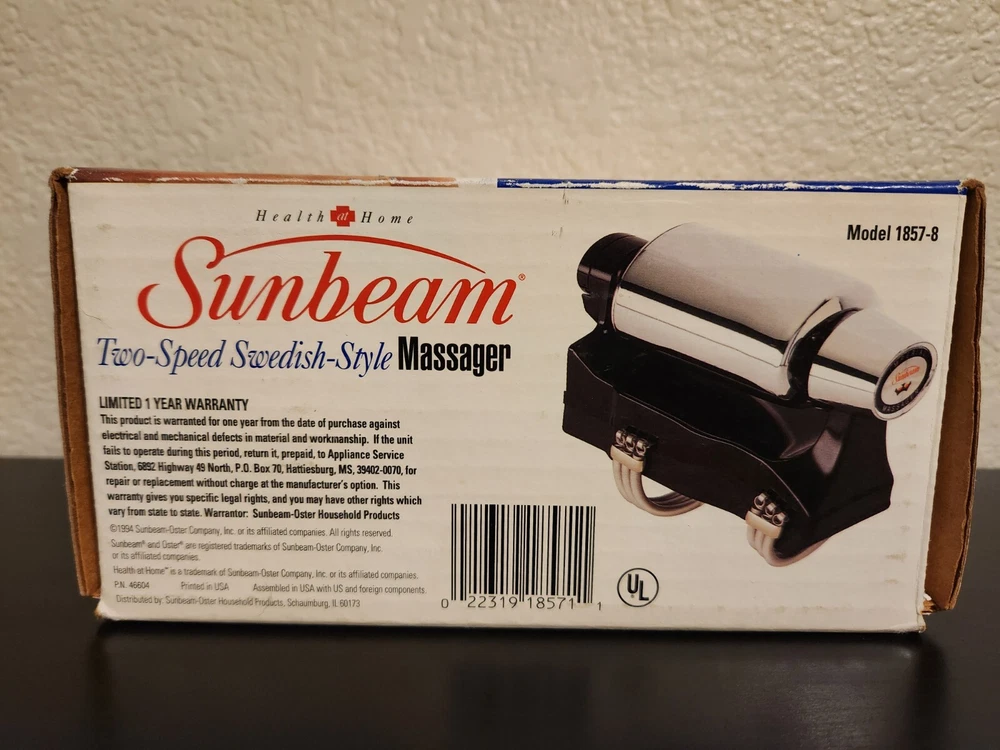 Health at Home
Sunbeam®
Two-Speed Swedish-Style Massager
Model 1857-8
Sunbeam
LIMITED 1 YEAR WARRANTY
This product is warranted for one year from the date of purchase against
electrical and mechanical defects in material and workmanship. If the unit
fails to operate during this period, return it, prepaid, to Appliance Service
Station, 6892 Highway 49 North, P.O. Box 70, Hattiesburg, MS, 39402-0070, for
repair or replacement without charge at the manufacturer's option. This
warranty gives you specific legal rights, and you may have other rights which
vary from state to state. Warrantor: Sunbeam-Oster Household Products
©1994 Sunbeam-Oster Company, Inc. or its affiliated companies. All rights reserved.
Sunbeam® and Oster® are registered trademarks of Sunbeam-Oster Company, Inc.
or its affiliated companies.
Health at Home™ is a trademark of Sunbeam-Oster Company, Inc. or its affiliated companies.
P.N. 46604 Printed in USA Assembled in USA with US and foreign components.
Distributed by: Sunbeam-Oster Household Products, Schaumburg, IL 60173
0 22319 18571 1
UL